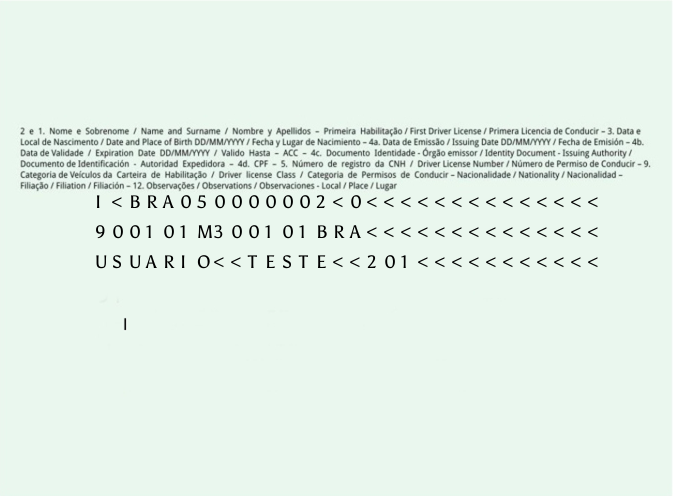 2 e 1. Nome e Sobrenome / Name and Surname / Nombre y Apellidos – Primeira Habilitação / First Driver License / Primera Licencia de Conducir – 3. Data e
Local de Nascimento / Date and Place of Birth DD/MM/YYYY / Fecha y Lugar de Nacimiento – 4a. Data de Emissão / Issuing Date DD/MM/YYYY / Fecha de Emisión – 4b.
Data de Validade / Expiration Date DD/MM/YYYY / Valido Hasta – ACC – 4c. Documento Identidade - Órgão emissor / Identity Document - Issuing Authority /
Documento de Identificación - Autoridad Expedidora – 4d. CPF – 5. Número de registro da CNH / Driver License Number / Número de Permiso de Conducir – 9.
Categoria de Veículos da Carteira de Habilitação / Driver license Class / Categoria de Permisos de Conducir – Nacionalidade / Nationality / Nacionalidad –
Filiação / Filiation / Filiación – 12. Observações / Observations / Observaciones - Local / Place / Lugar
I<BRA050000002<0<<<<<<<<<<<<<<
900101M300101BRA<<<<<<<<<<<<<<
USUARIO<<TESTE<<201<<<<<<<<<<<
I